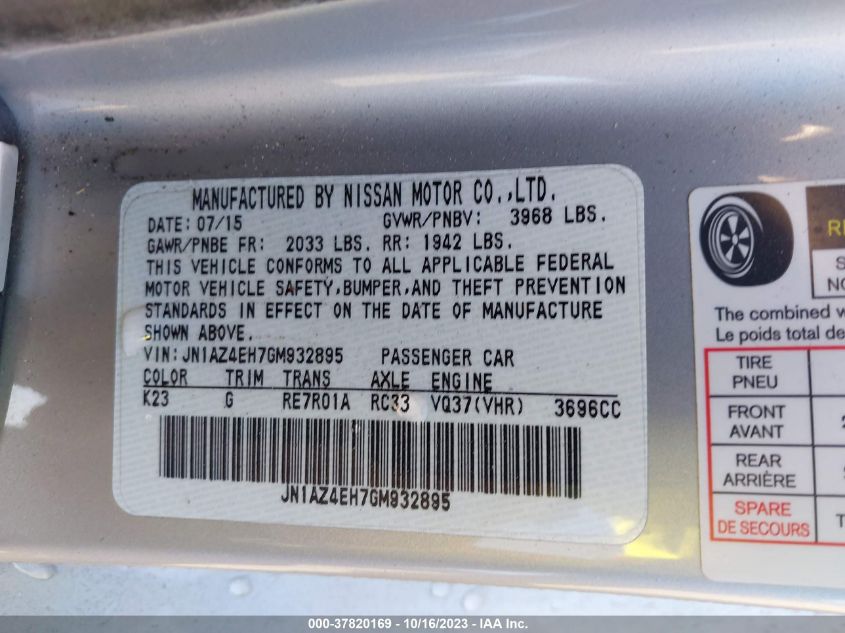 MANUFACTURED BY NISSAN MOTOR CO.,LTD.
DATE: 07/15 GVWR/PNBV: 3968 LBS.
GAWR/PNBE FR: 2033 LBS. RR: 1942 LBS.
THIS VEHICLE CONFORMS TO ALL APPLICABLE FEDERAL
MOTOR VEHICLE SAFETY,BUMPER,AND THEFT PREVENTION
STANDARDS IN EFFECT ON THE DATE OF MANUFACTURE
SHOWN ABOVE.
VIN:JN1AZ4EH7GM932895 PASSENGER CAR
COLOR TRIM TRANS AXLE ENGINE
K23 G RE7R01A RC33 VQ37(VHR) 3696CC
JN1AZ4EH7GM932895
The combined
Le poids total
TIRE
PNEU
FRONT
AVANT
REAR
ARRIÈRE
SPARE
DE SECOURS
000-37820169 - 10/16/2023 - IAA Inc.